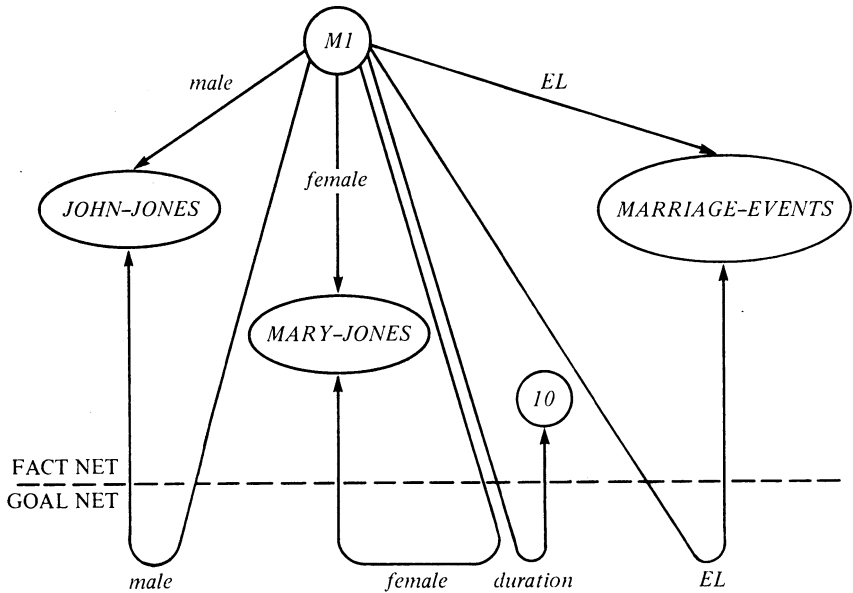 M1
male
EL
female
JOHN–JONES
MARRIAGE–EVENTS
MARY–JONES
10
FACT NET
GOAL NET
male
female
duration
EL